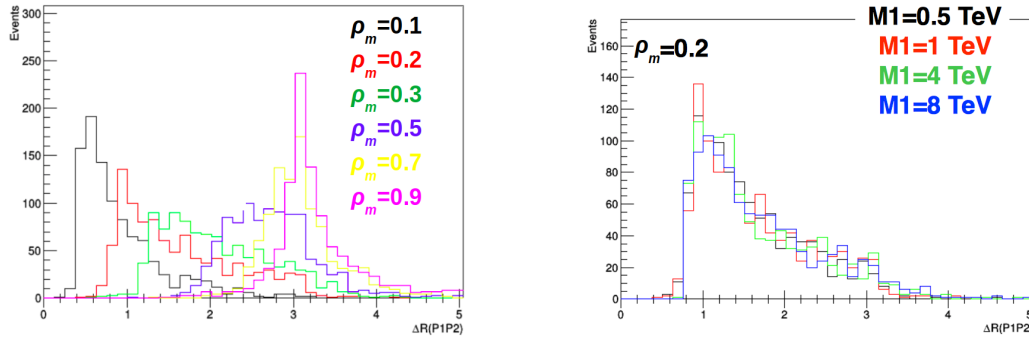 Events
300
250
200
150
100
50
0
0 1 2 3 4 5
ΔR(P1P2)
ρm=0.1
ρm=0.2
ρm=0.3
ρm=0.5
ρm=0.7
ρm=0.9
Events
160
140
120
100
80
60
40
20
0
0 1 2 3 4 5
ΔR(P1P2
ρm=0.2
M1=0.5 TeV
M1=1 TeV
M1=4 TeV
M1=8 TeV